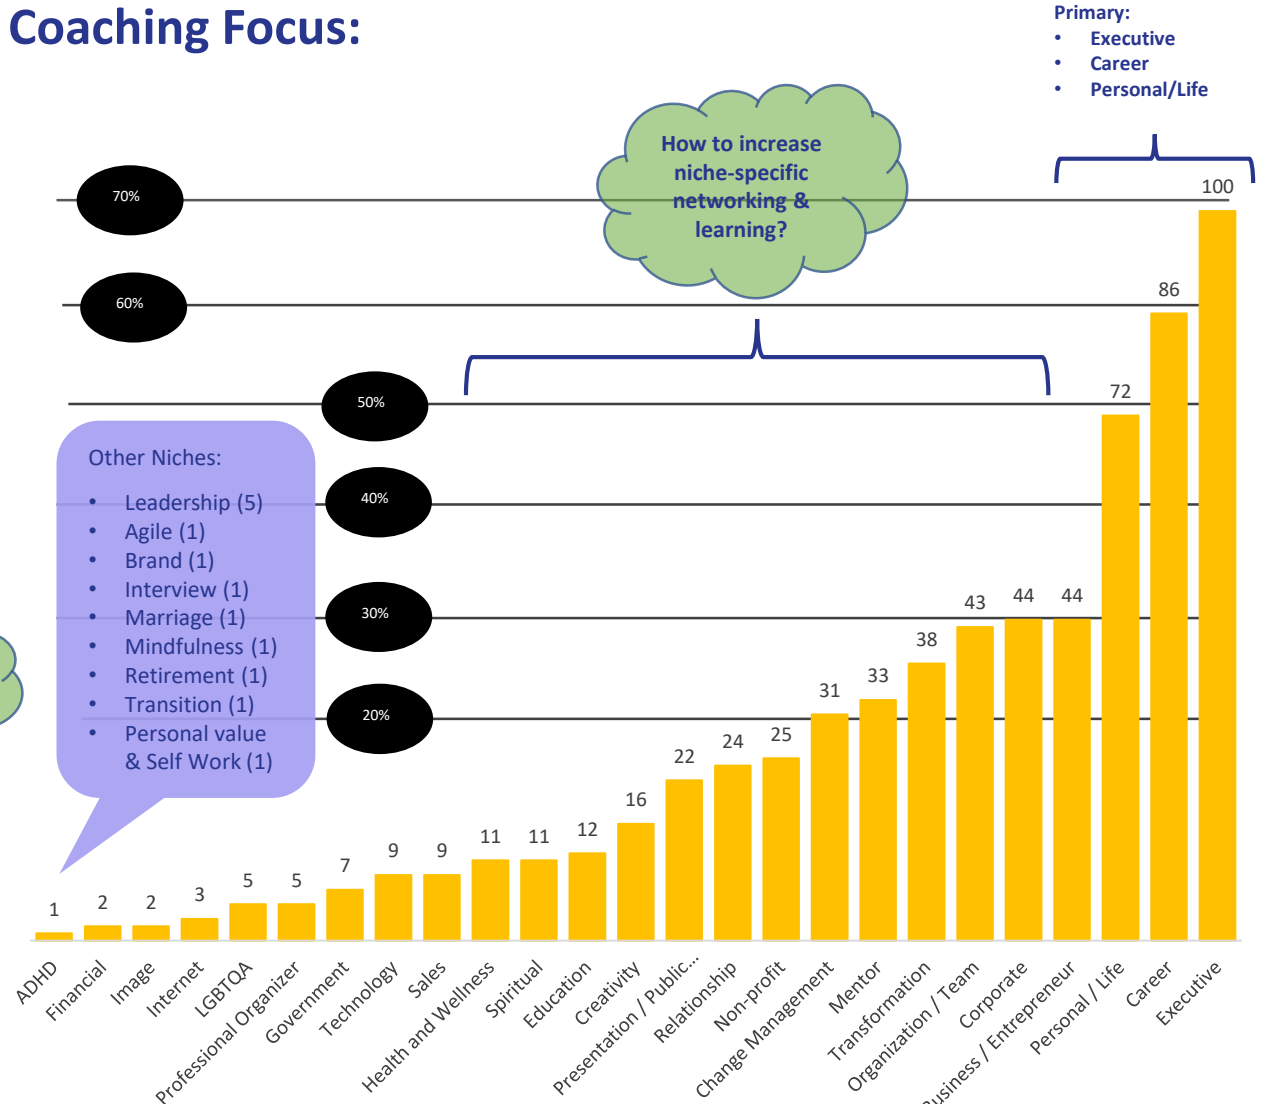 Coaching Focus:
Primary:
• Executive
• Career
• Personal/Life
How to increase
niche-specific
networking &
learning?
70%
60%
50%
40%
30%
20%
Other Niches:
• Leadership (5)
• Agile (1)
• Brand (1)
• Interview (1)
• Marriage (1)
• Mindfulness (1)
• Retirement (1)
• Transition (1)
• Personal value
& Self Work (1)
1
2
2
3
5
5
7
9
9
11
11
12
16
22
24
25
31
33
38
43
44
44
72
86
100
ADHD
Financial
Image
Internet
LGBTQA
Professional Organizer
Government
Technology
Sales
Health and Wellness
Spiritual
Education
Creativity
Presentation / Public...
Relationship
Non-profit
Change Management
Mentor
Transformation
Organization / Team
Corporate
Business / Entrepreneur
Personal / Life
Career
Executive